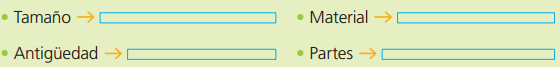 • Tamaño → • Material →
• Antigüedad → • Partes →